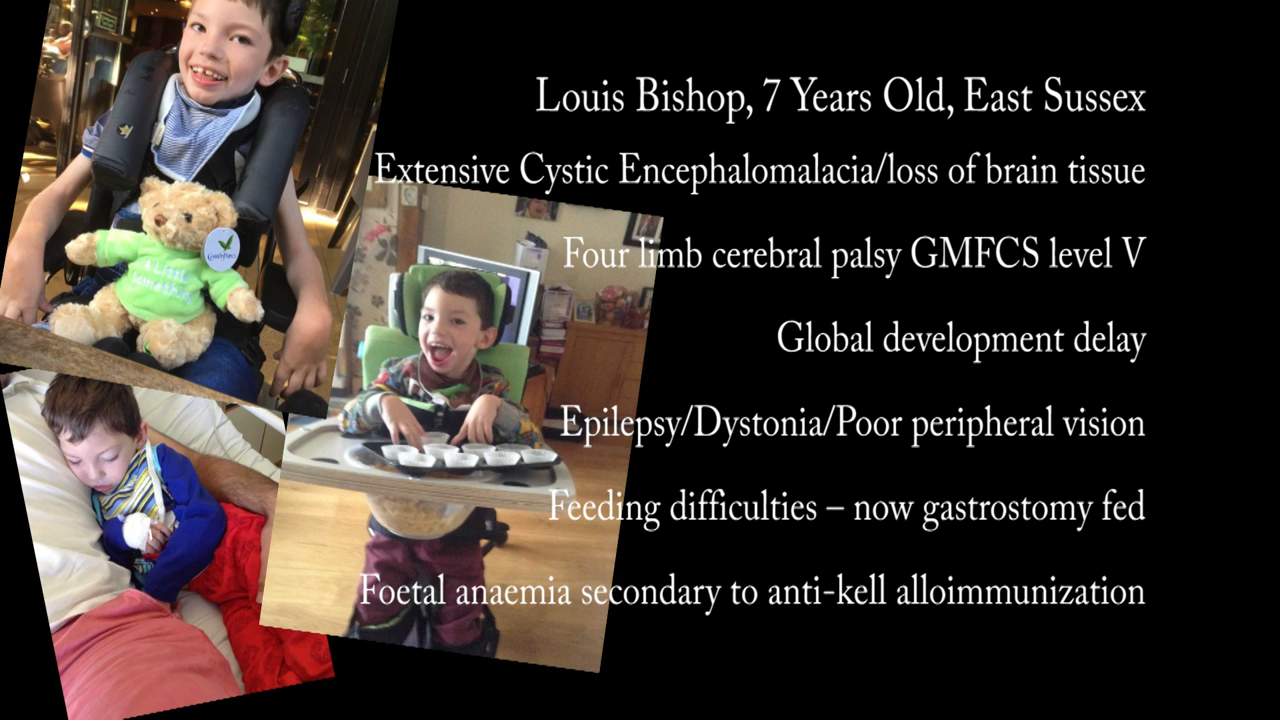 Louis Bishop, 7 Years Old, East Sussex
Extensive Cystic Encephalomalacia/loss of brain tissue
Four limb cerebral palsy GMFCS level V
Global development delay
Epilepsy/Dystonia/Poor peripheral vision
Feeding difficulties – now gastrostomy fed
Foetal anaemia secondary to anti-kell alloimmunization
A Little
Something